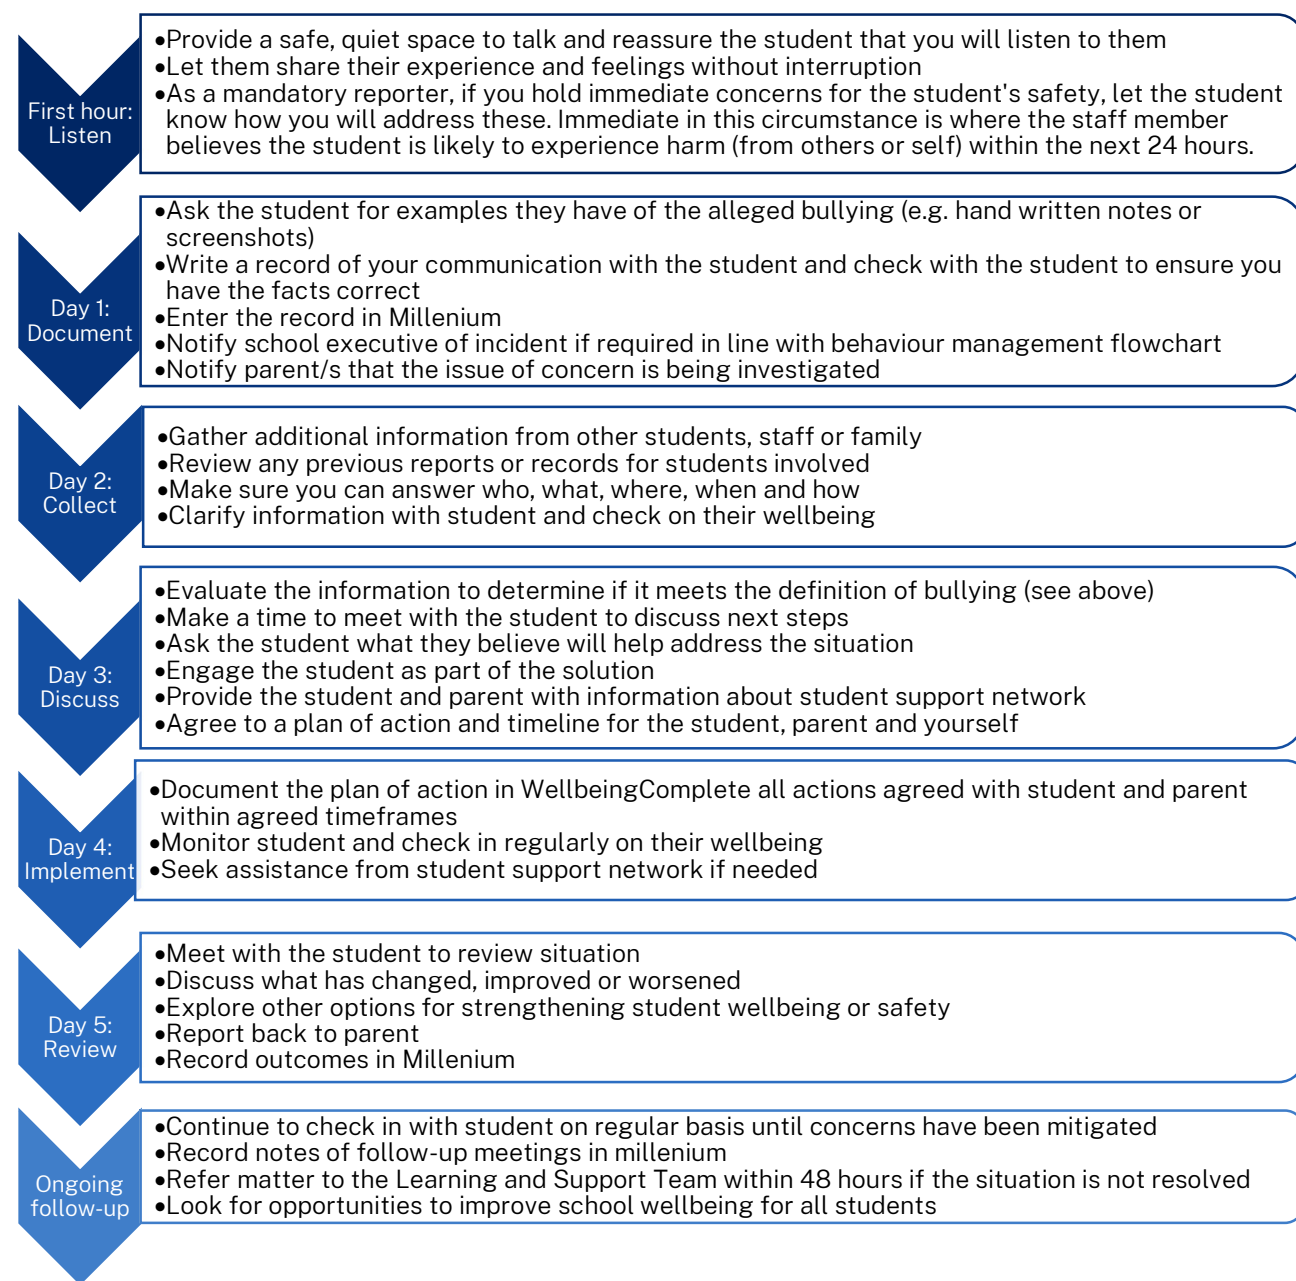 First hour:
Listen
•Provide a safe, quiet space to talk and reassure the student that you will listen to them
•Let them share their experience and feelings without interruption
•As a mandatory reporter, if you hold immediate concerns for the student's safety, let the student
know how you will address these. Immediate in this circumstance is where the staff member
believes the student is likely to experience harm (from others or self) within the next 24 hours.
Day 1:
Document
•Ask the student for examples they have of the alleged bullying (e.g. hand written notes or
screenshots)
•Write a record of your communication with the student and check with the student to ensure you
have the facts correct
•Enter the record in Millenium
•Notify school executive of incident if required in line with behaviour management flowchart
•Notify parent/s that the issue of concern is being investigated
Day 2:
Collect
•Gather additional information from other students, staff or family
•Review any previous reports or records for students involved
•Make sure you can answer who, what, where, when and how
•Clarify information with student and check on their wellbeing
Day 3:
Discuss
•Evaluate the information to determine if it meets the definition of bullying (see above)
•Make a time to meet with the student to discuss next steps
•Ask the student what they believe will help address the situation
•Engage the student as part of the solution
•Provide the student and parent with information about student support network
•Agree to a plan of action and timeline for the student, parent and yourself
Day 4:
Implement
•Document the plan of action in WellbeingComplete all actions agreed with student and parent
within agreed timeframes
•Monitor student and check in regularly on their wellbeing
•Seek assistance from student support network if needed
Day 5:
Review
•Meet with the student to review situation
•Discuss what has changed, improved or worsened
•Explore other options for strengthening student wellbeing or safety
•Report back to parent
•Record outcomes in Millenium
Ongoing
follow-up
•Continue to check in with student on regular basis until concerns have been mitigated
•Record notes of follow-up meetings in millenium
•Refer matter to the Learning and Support Team within 48 hours if the situation is not resolved
•Look for opportunities to improve school wellbeing for all students